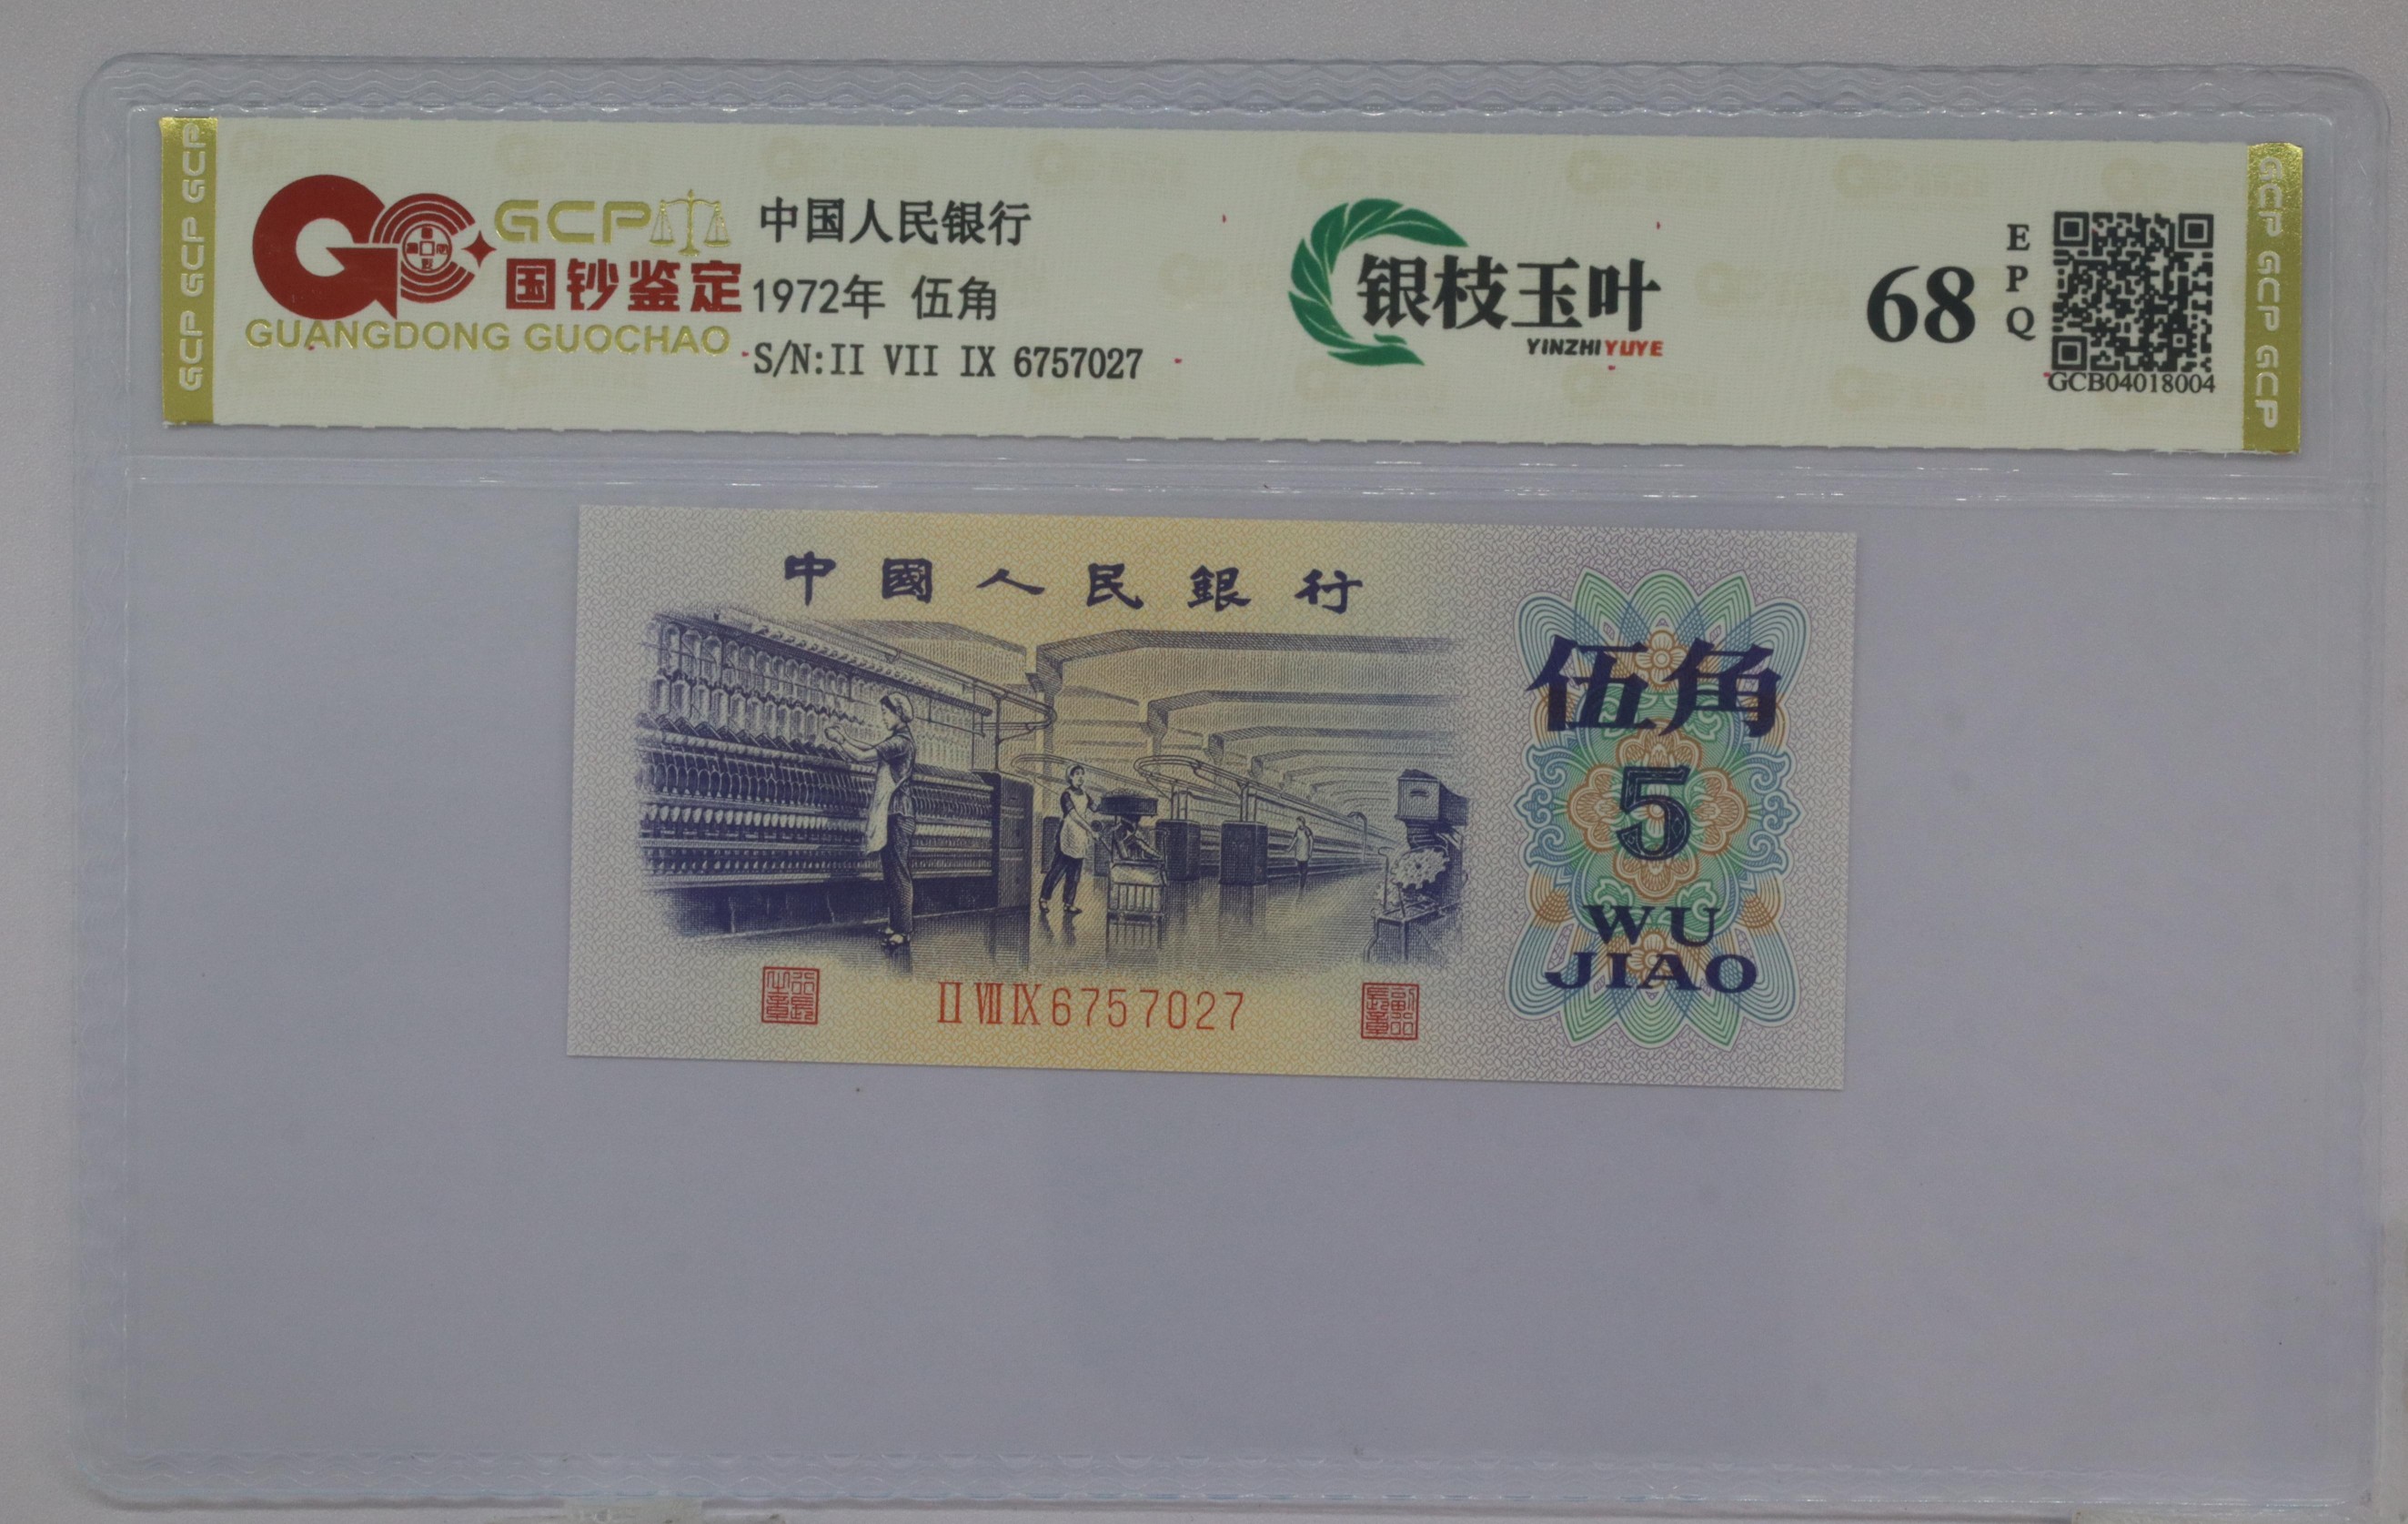 GCP GCP GCP
GCP
国钞鉴定
GUANGDONG GUOCHAO
中国人民银行
1972年 伍角
S/N:II VII IX 6757027
银枝玉叶
YINZHIYUYE
68
EPQ
GCB04018004
GCP GCP GCP
中國人民銀行
伍角
5
WU
JIAO
II VII IX 6757027